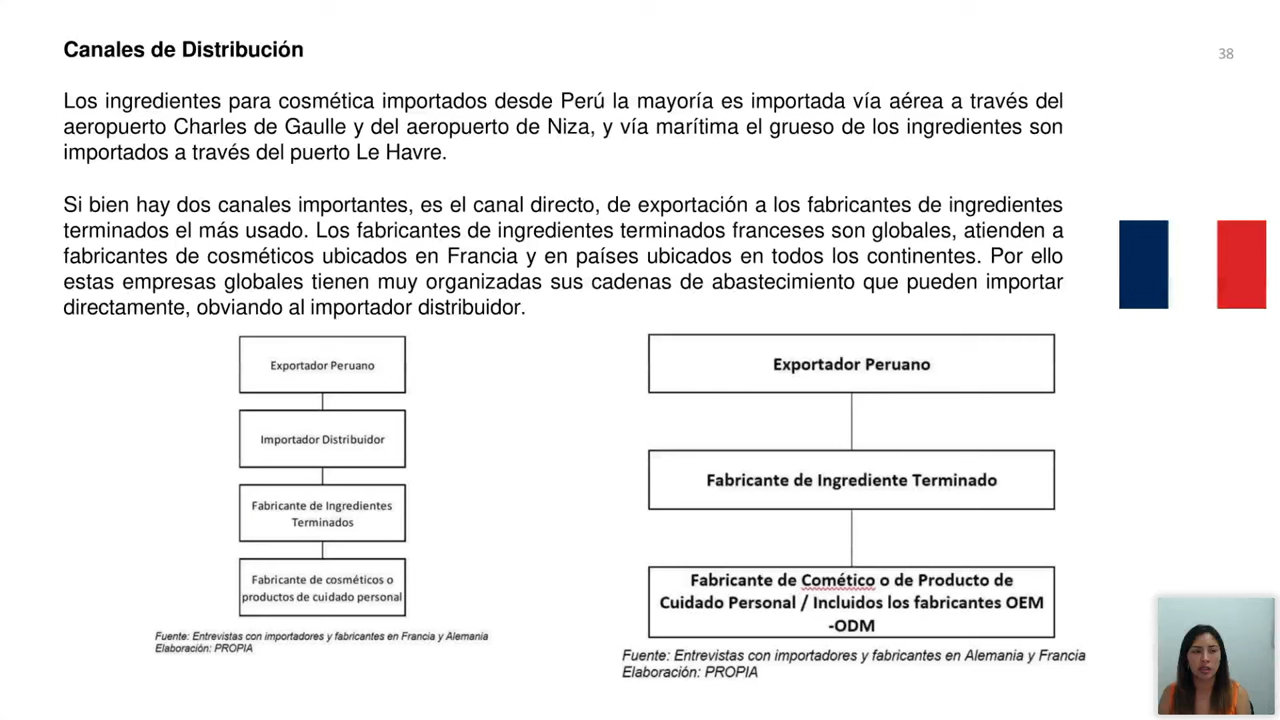 Canales de Distribución
38
Los ingredientes para cosmética importados desde Perú la mayoría es importada vía aérea a través del
aeropuerto Charles de Gaulle y del aeropuerto de Niza, y vía marítima el grueso de los ingredientes son
importados a través del puerto Le Havre.
Si bien hay dos canales importantes, es el canal directo, de exportación a los fabricantes de ingredientes
terminados el más usado. Los fabricantes de ingredientes terminados franceses son globales, atienden a
fabricantes de cosméticos ubicados en Francia y en países ubicados en todos los continentes. Por ello
estas empresas globales tienen muy organizadas sus cadenas de abastecimiento que pueden importar
directamente, obviando al importador distribuidor.
Exportador Peruano
Importador Distribuidor
Fabricante de Ingredientes
Terminados
Fabricante de cosméticos o
productos de cuidado personal
Fuente: Entrevistas con importadores y fabricantes en Francia y Alemania
Elaboración: PROPIA
Exportador Peruano
Fabricante de Ingrediente Terminado
Fabricante de Comético o de Producto de
Cuidado Personal / Incluidos los fabricantes OEM
-ODM
Fuente: Entrevistas con importadores y fabricantes en Alemania y Francia
Elaboración: PROPIA